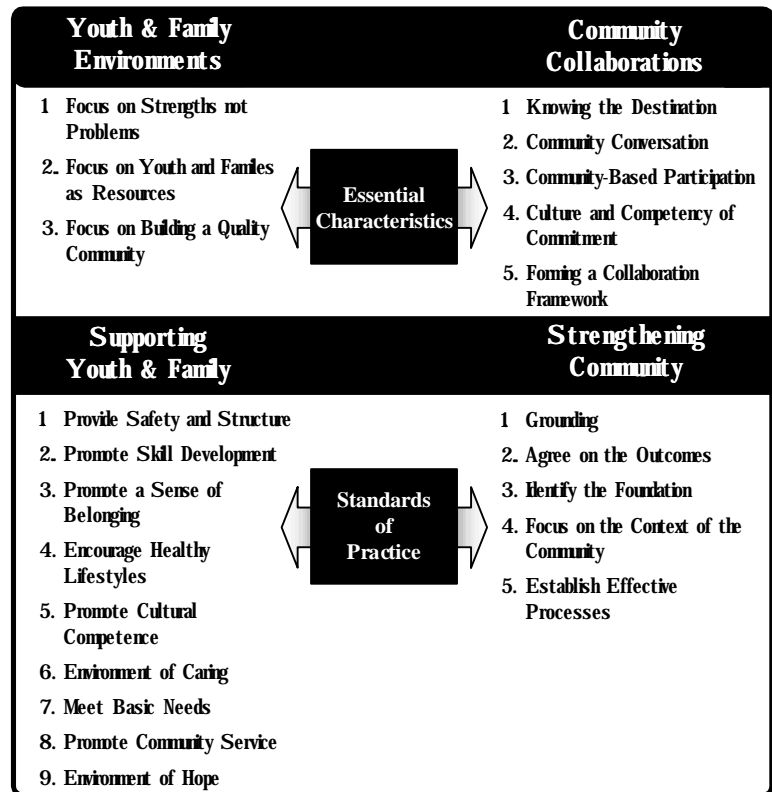 Youth & Family
Environments
Community
Collaborations
1 Focus on Strengths not
Problems
2.. Focus on Youth and Familes
as Resources
3. Focus on Building a Quality
Community
Essential
Characteristics
1 Knowing the Destination
2. Community Conversation
3. Community-Based Participation
4. Culture and Competency of
Commitment
5. Forming a Collaboration
Framework
Supporting
Youth & Family
Strengthening
Community
1 Provide Safety and Structure
2.. Promote Skill Development
3. Promote a Sense of
Belonging
4. Encourage Healthy
Lifestyles
5. Promote Cultural
Competence
6. Environment of Caring
7. Meet Basic Needs
8. Promote Community Service
9. Environment of Hope
Standards
of
Practice
1 Grounding
2.. Agree on the Outcomes
3. Identify the Foundation
4. Focus on the Context of the
Community
5. Establish Effective
Processes